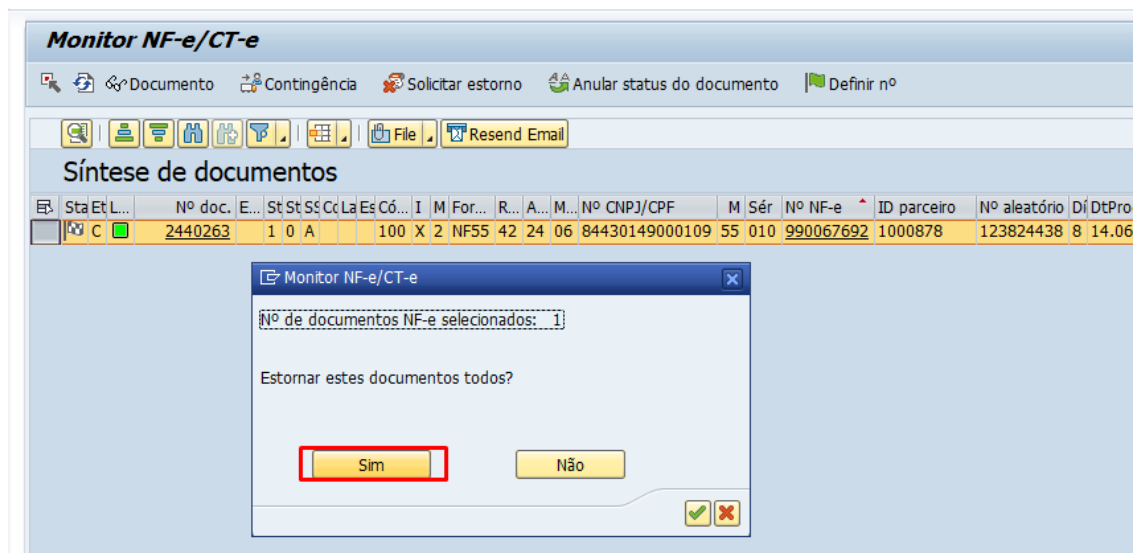 Monitor NF-e/CT-e
Documento Contingência Solicitar estorno Anular status do documento Definir nº
File Resend Email
Síntese de documentos
Sta Et L... Nº doc. E... St St SS Cc La Es Có... I M For... R... A... M... Nº CNPJ/CPF M Sér Nº NF-e ID parceiro Nº aleatório Dí DtPro
C 2440263 1 0 A 100 X 2 NF55 42 24 06 84430149000109 55 010 990067692 1000878 123824438 8 14.06
Monitor NF-e/CT-e
Nº de documentos NF-e selecionados: 1
Estornar estes documentos todos?
Sim Não